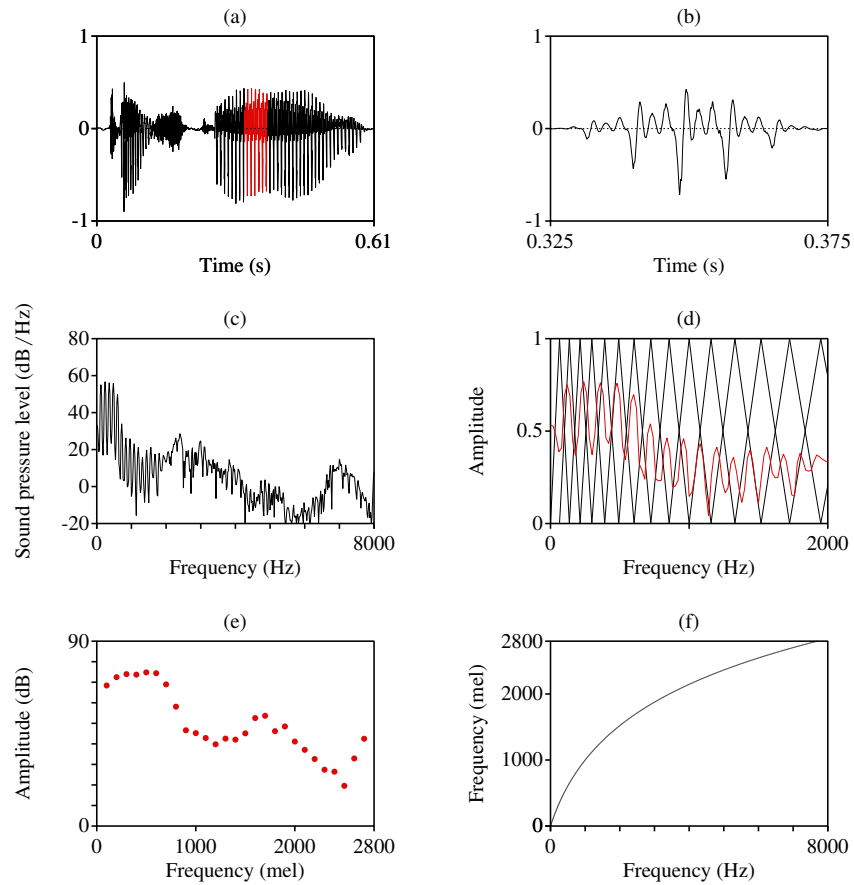 (a)
1
0
-1
0
0.61
Time (s)
(b)
1
0
-1
0.325
0.375
Time (s)
(c)
Sound pressure level (dB/Hz)
80
60
40
20
0
-20
0
8000
Frequency (Hz)
(d)
Amplitude
1
0.5
0
0
2000
Frequency (Hz)
(e)
Amplitude (dB)
90
0
0
1000
2000
2800
Frequency (mel)
(f)
Frequency (mel)
2800
2000
1000
0
0
8000
Frequency (Hz)